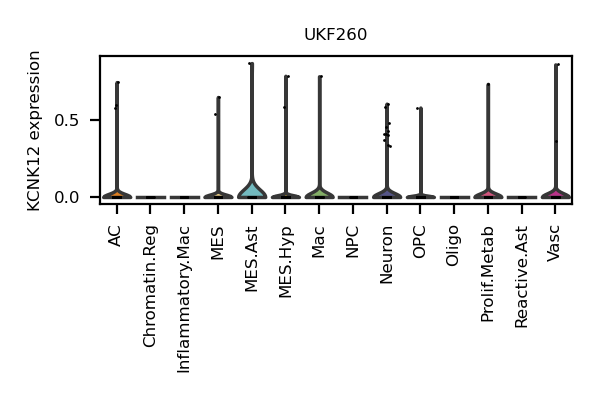 UKF260
KCNK12 expression
0.5
0.0
AC
Chromatin.Reg
Inflammatory.Mac
MES
MES.Ast
MES.Hyp
Mac
NPC
Neuron
OPC
Oligo
Prolif.Metab
Reactive.Ast
Vasc